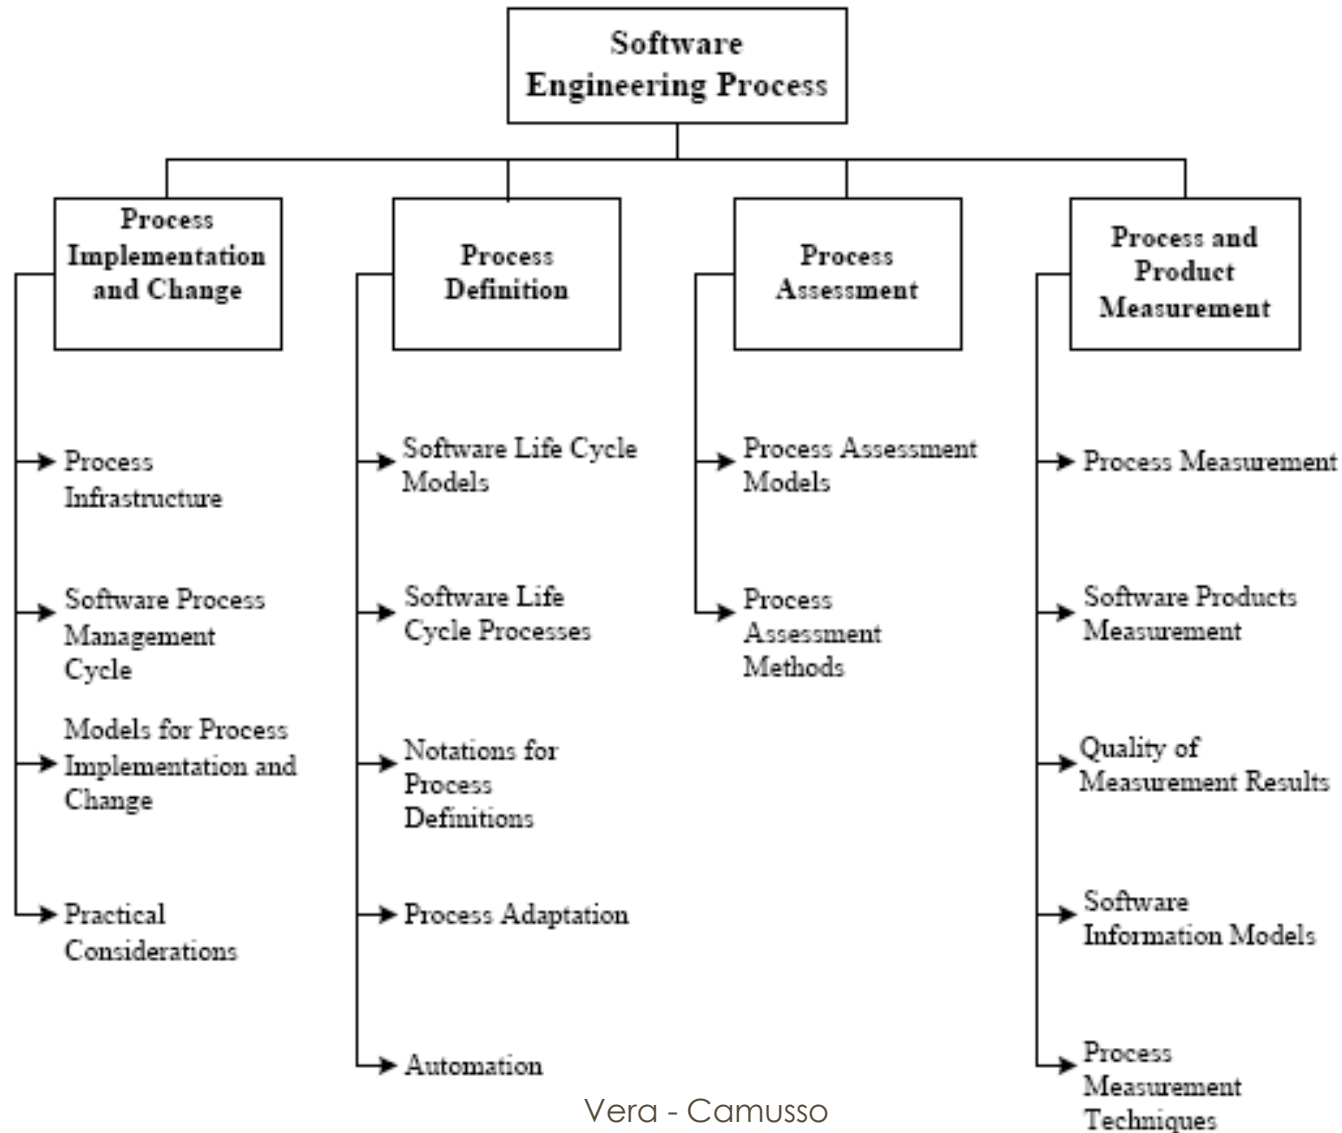 Software
Engineering Process
Process
Implementation
and Change
Process
Infrastructure
Software Process
Management
Cycle
Models for Process
Implementation and
Change
Practical
Considerations
Process
Definition
Software Life Cycle
Models
Software Life
Cycle Processes
Notations for
Process
Definitions
Process Adaptation
Automation
Process
Assessment
Process Assessment
Models
Process
Assessment
Methods
Process and
Product
Measurement
Process Measurement
Software Products
Measurement
Quality of
Measurement Results
Software
Information Models
Process
Measurement
Techniques
Vera - Camusso